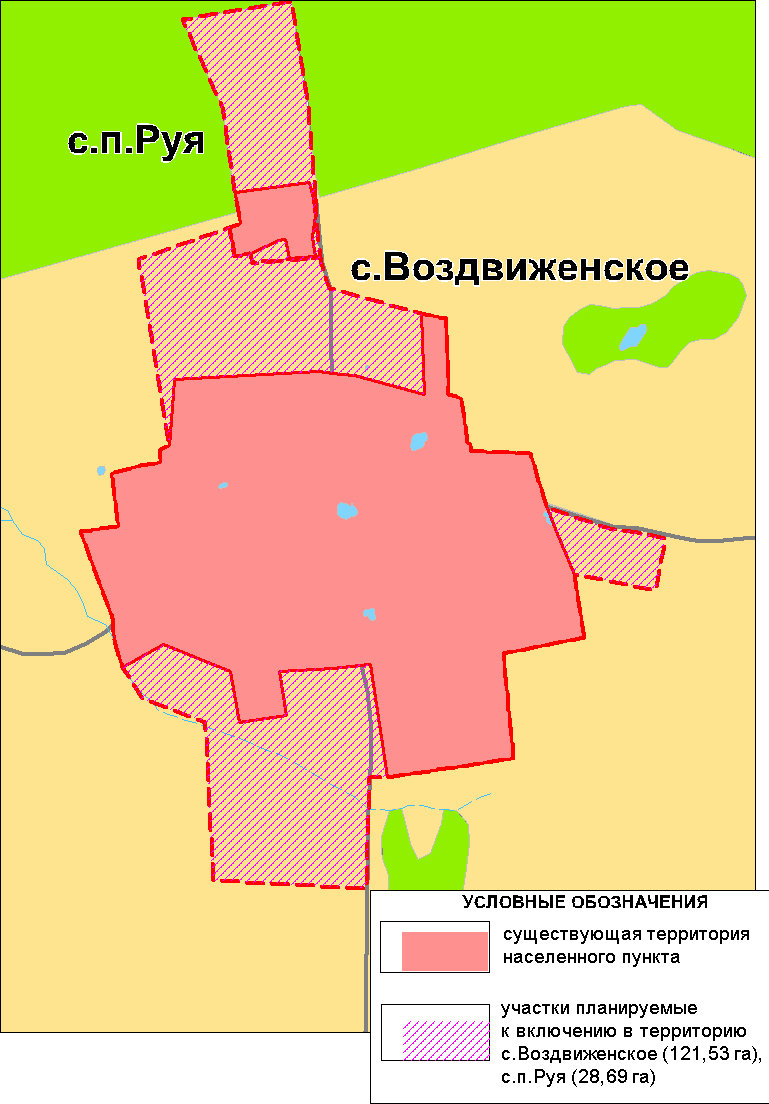 с.п.Руя
с.Воздвиженское
УСЛОВНЫЕ ОБОЗНАЧЕНИЯ
существующая территория
населенного пункта
участки планируемые
к включению в территорию
с.Воздвиженское (121,53 га),
с.п.Руя (28,69 га)